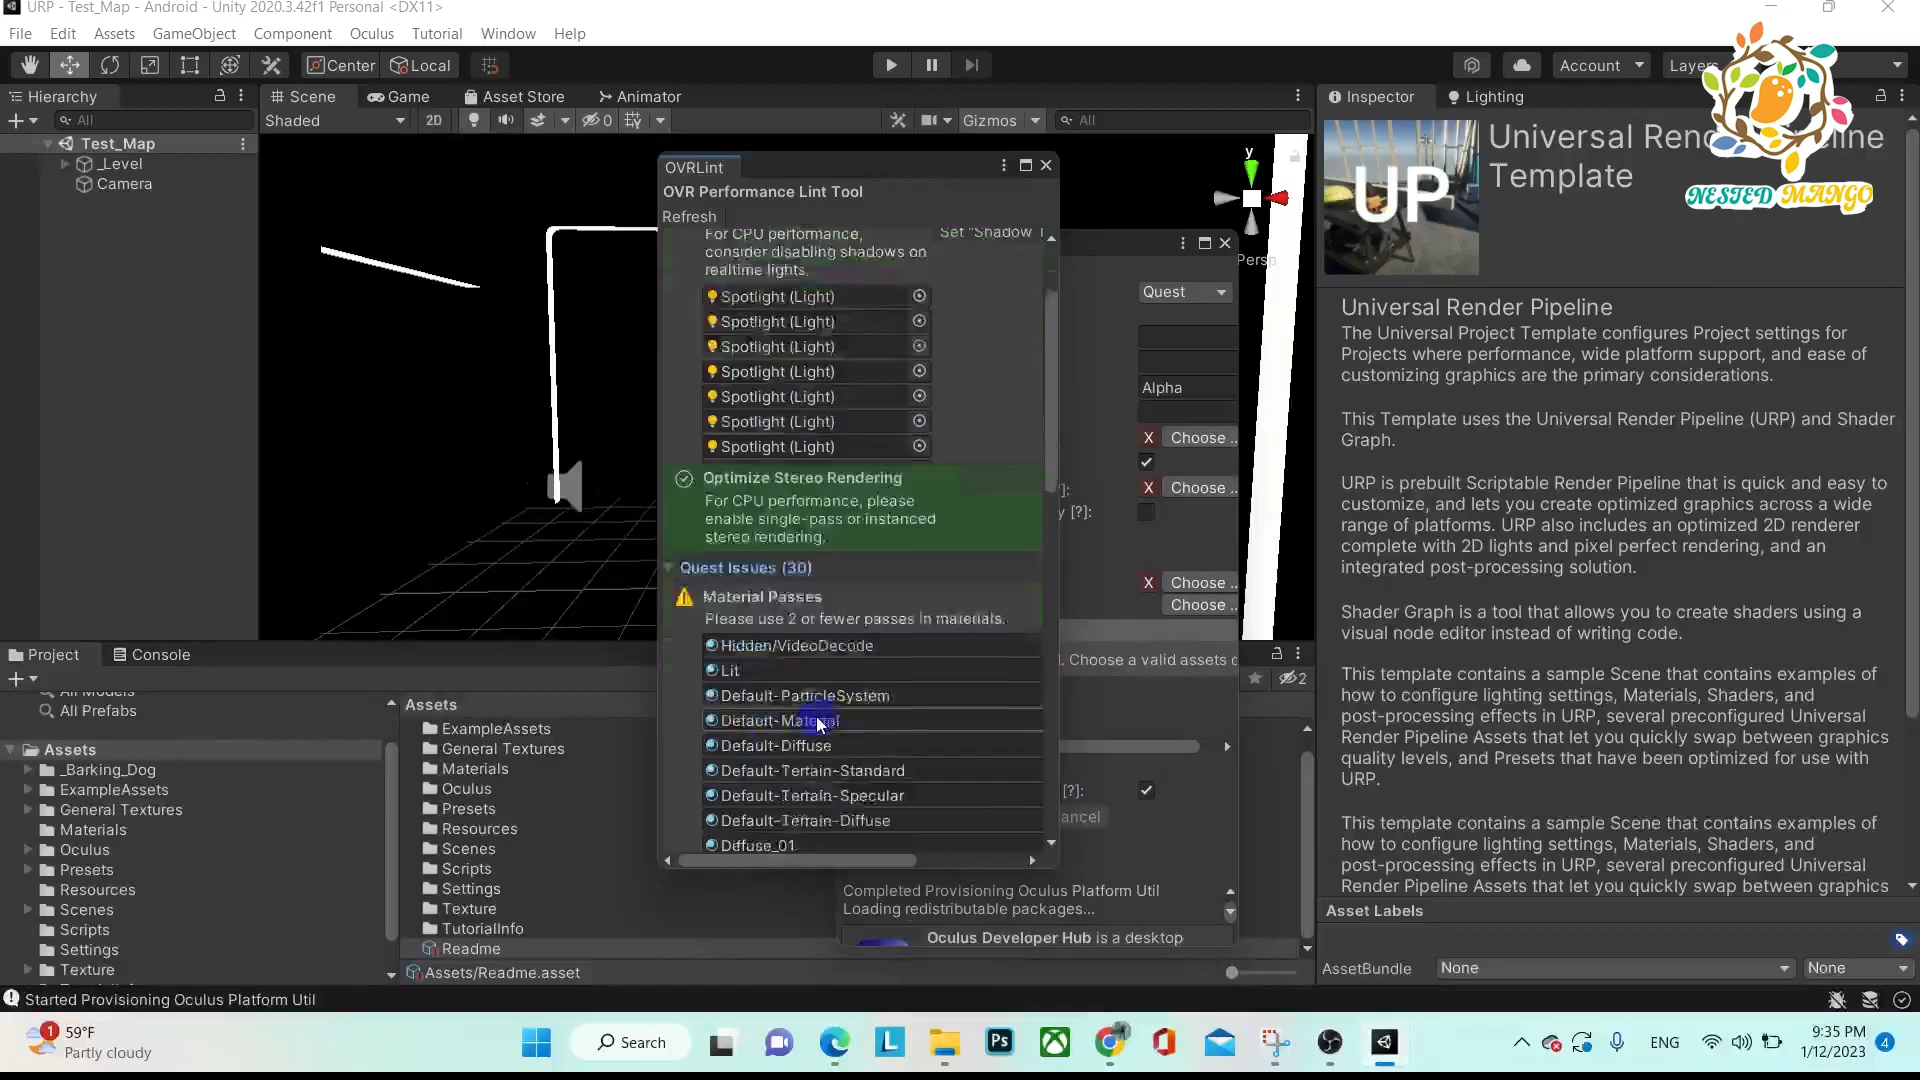 URP - Test_Map - Android - Unity 2020.3.42f1 Personal <DX11>
File Edit Assets GameObject Component Oculus Tutorial Window Help
Center Local
Account
Layers
NESTED MANGO
Hierarchy
All
Test_Map
_Level
Camera
Scene Game Asset Store Animator
Shaded 2D 0 Gizmos All
y
Persp
OVRLint
OVR Performance Lint Tool
Refresh
For CPU performance,
consider disabling shadows on
realtime lights.
Set "Shadow
Spotlight (Light)
Spotlight (Light)
Spotlight (Light)
Spotlight (Light)
Spotlight (Light)
Spotlight (Light)
Spotlight (Light)
Optimize Stereo Rendering
For CPU performance, please
enable single-pass or instanced
stereo rendering.
Quest Issues (30)
Material Passes
Please use 2 or fewer passes in materials.
Hidden/VideoDecode
Lit
Default-ParticleSystem
Default-Material
Default-Diffuse
Default-Terrain-Standard
Default-Terrain-Specular
Default-Terrain-Diffuse
Diffuse_01
Quest
Alpha
X Choose ..
]: X Choose ..
y [?]:
X Choose ..
Choose ..
. Choose a valid assets
[?]:
ancel
Completed Provisioning Oculus Platform Util
Loading redistributable packages...
Oculus Developer Hub is a desktop
Inspector Lighting
UP
Universal Render Pipeline
Template
Universal Render Pipeline
The Universal Project Template configures Project settings for
Projects where performance, wide platform support, and ease of
customizing graphics are the primary considerations.
This Template uses the Universal Render Pipeline (URP) and Shader
Graph.
URP is prebuilt Scriptable Render Pipeline that is quick and easy to
customize, and lets you create optimized graphics across a wide
range of platforms. URP also includes an optimized 2D renderer
complete with 2D lights and pixel perfect rendering, and an
integrated post-processing solution.
Shader Graph is a tool that allows you to create shaders using a
visual node editor instead of writing code.
This template contains a sample Scene that contains examples of
how to configure lighting settings, Materials, Shaders, and
post-processing effects in URP, several preconfigured Universal
Render Pipeline Assets that let you quickly swap between graphics
quality levels, and Presets that have been optimized for use with
URP.
This template contains a sample Scene that contains examples of
how to configure lighting settings, Materials, Shaders, and
post-processing effects in URP, several preconfigured Universal
Render Pipeline Assets that let you quickly swap between graphics
Asset Labels
AssetBundle None None
Project Console
2
All Models
All Prefabs
Assets
_Barking_Dog
ExampleAssets
General Textures
Materials
Oculus
Presets
Resources
Scenes
Scripts
Settings
Texture
Assets
ExampleAssets
General Textures
Materials
Oculus
Presets
Resources
Scenes
Scripts
Settings
Texture
TutorialInfo
Readme
Assets/Readme.asset
Started Provisioning Oculus Platform Util
1 59°F
Partly cloudy
Search
L
Ps
ENG
9:35 PM
1/12/2023
4